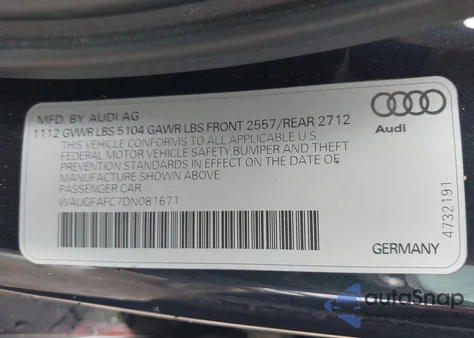 MFD. BY AUDI AG
1112 GVWR LBS 5104 GAWR LBS FRONT 2557/REAR 2712
THIS VEHICLE CONFORMS TO ALL APPLICABLE U.S.
FEDERAL MOTOR VEHICLE SAFETY,BUMPER AND THEFT
PREVENTION STANDARDS IN EFFECT ON THE DATE OF
MANUFACTURE SHOWN ABOVE
PASSENGER CAR
WAUGFAFC7DN081671
Audi
4732191
GERMANY
autoSnap